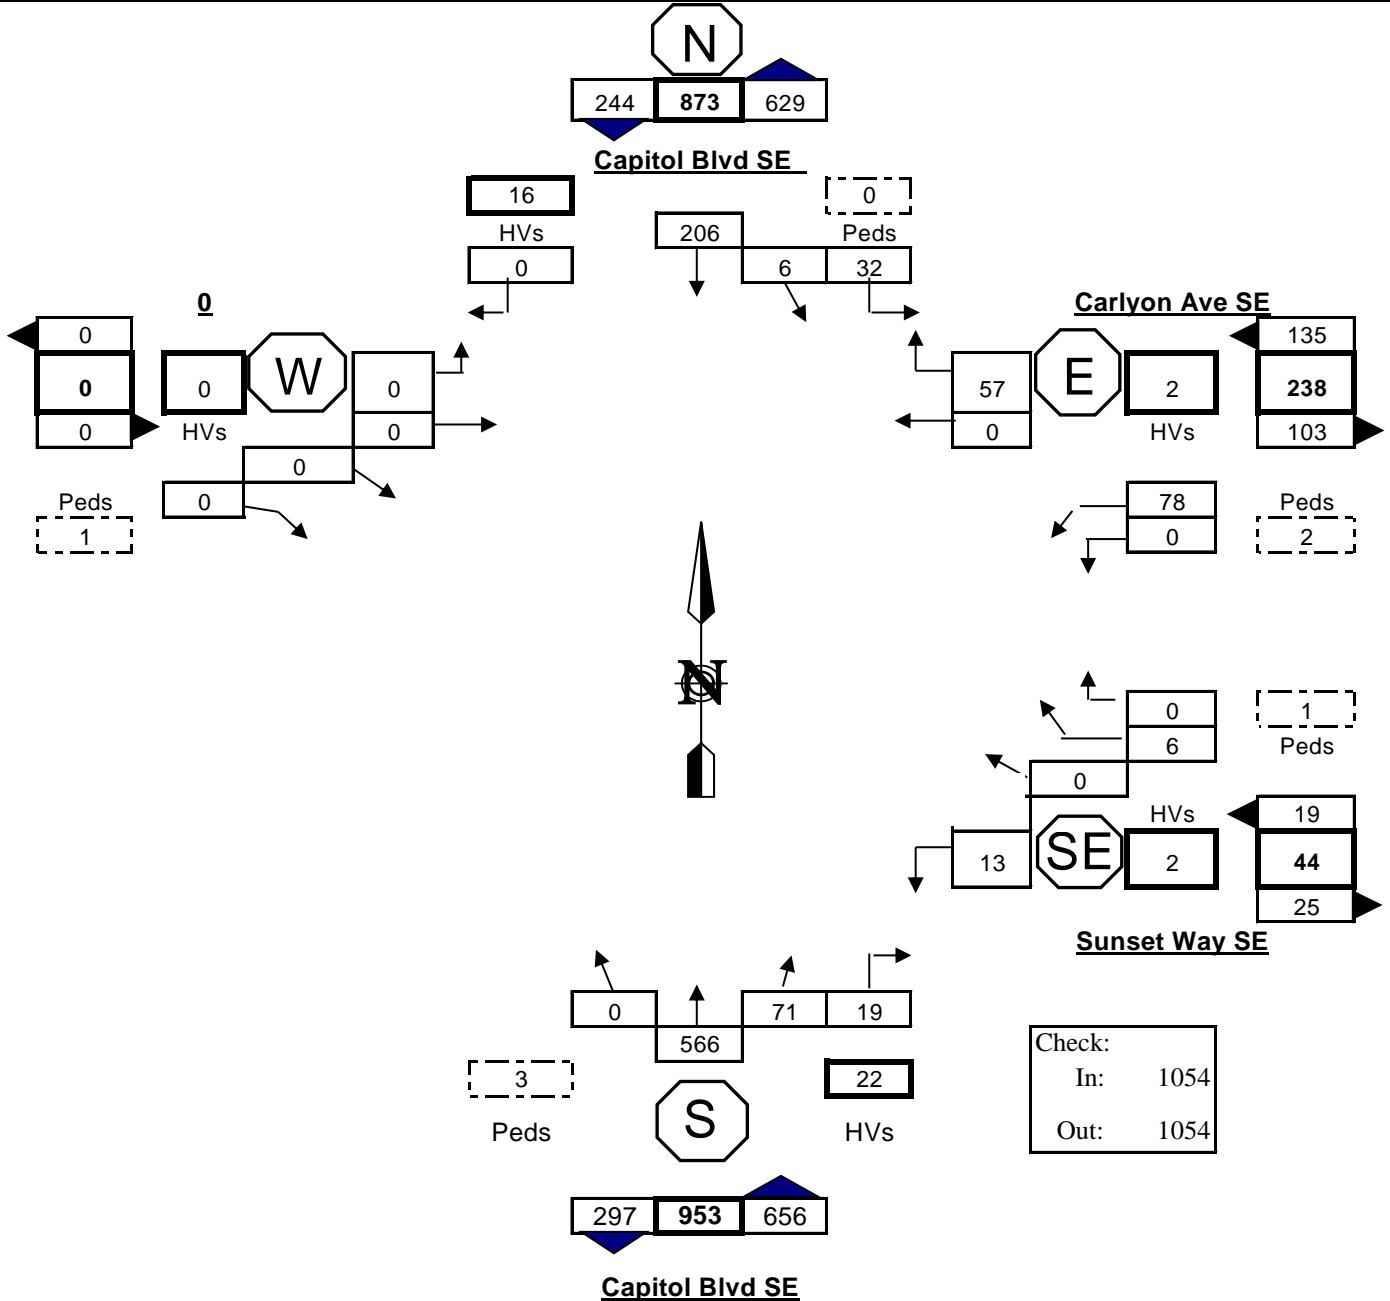 N
244 873 629
Capitol Blvd SE
16 0
HVs 206 Peds
0 6 32
0 Carlyon Ave SE
0 135
0 0 W 0 57 E 2 238
0 HVs 0 0 HVs 103
0
Peds 0 78 Peds
1 0 2
N
0 1
6 Peds
0
HVs 19
13 SE 2 44
25
Sunset Way SE
0 71 19
566 Check:
3 22 In: 1054
S
Peds HVs Out: 1054
297 953 656
Capitol Blvd SE